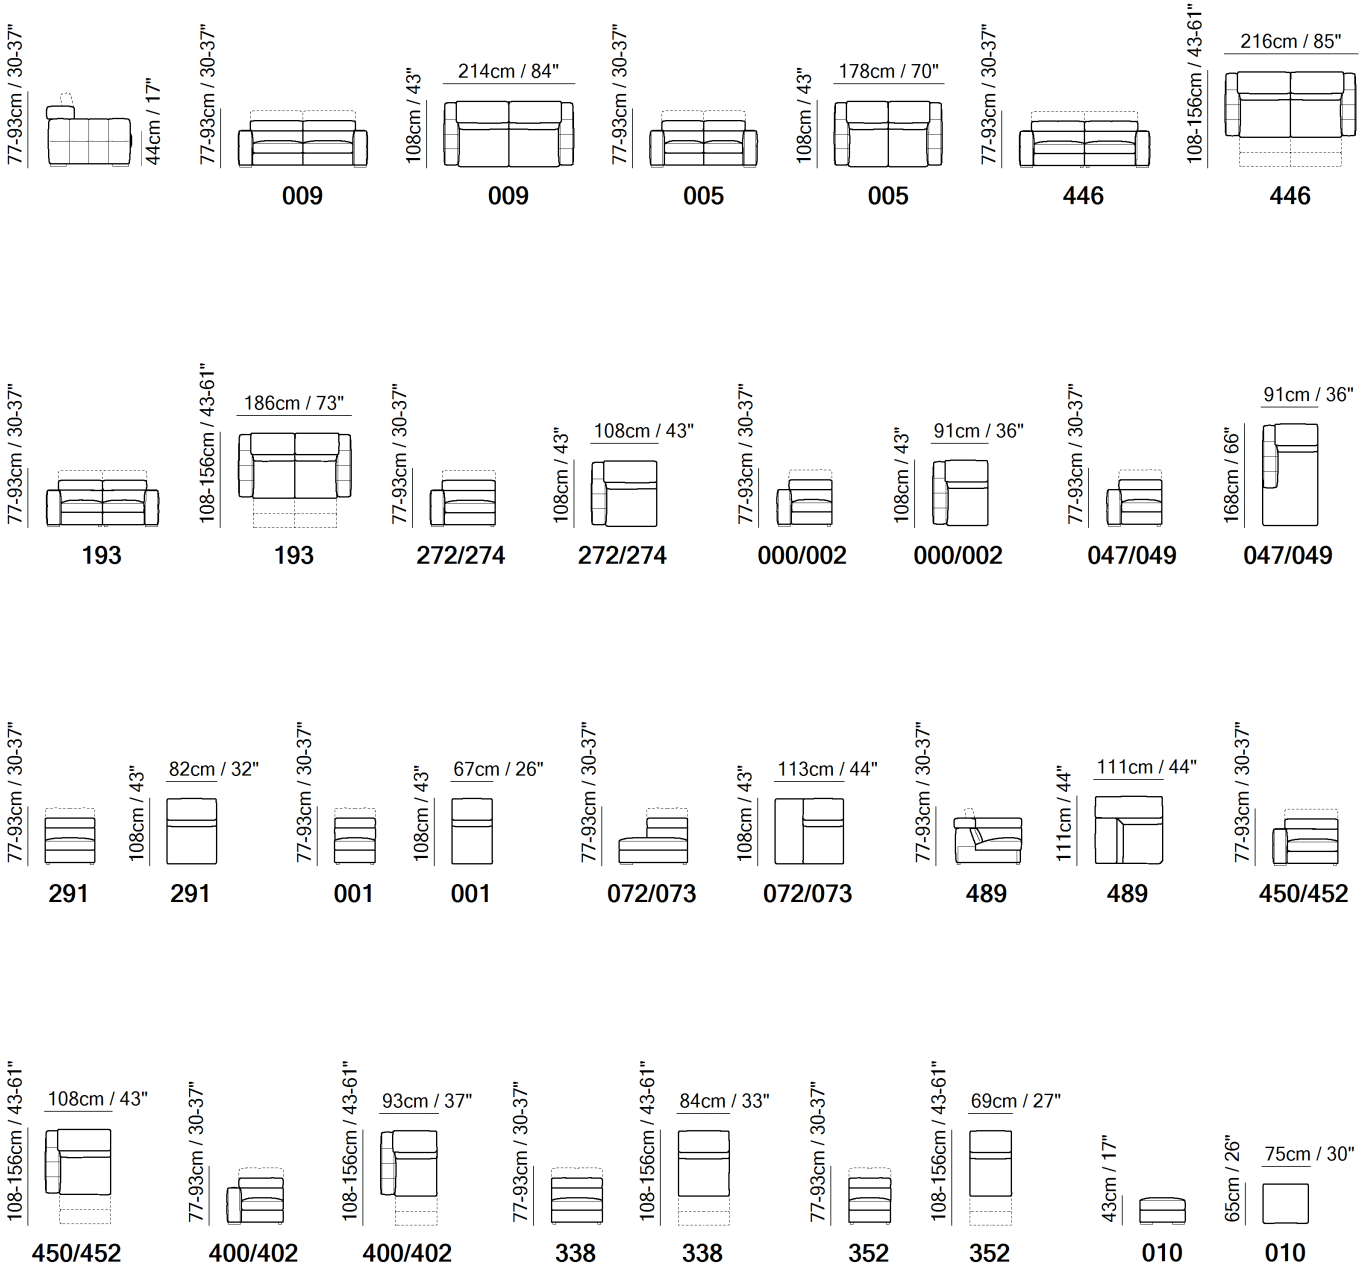 77-93cm / 30-37"
44cm / 17"
77-93cm / 30-37"
009
108cm / 43"
214cm / 84"
009
77-93cm / 30-37"
005
108cm / 43"
178cm / 70"
005
77-93cm / 30-37"
446
108-156cm / 43-61"
216cm / 85"
446
77-93cm / 30-37"
193
108-156cm / 43-61"
186cm / 73"
193
77-93cm / 30-37"
272/274
108cm / 43"
108cm / 43"
272/274
77-93cm / 30-37"
000/002
108cm / 43"
91cm / 36"
000/002
77-93cm / 30-37"
047/049
168cm / 66"
91cm / 36"
047/049
77-93cm / 30-37"
291
108cm / 43"
82cm / 32"
291
77-93cm / 30-37"
001
108cm / 43"
67cm / 26"
001
77-93cm / 30-37"
072/073
108cm / 43"
113cm / 44"
072/073
77-93cm / 30-37"
489
111cm / 44"
111cm / 44"
489
77-93cm / 30-37"
450/452
108-156cm / 43-61"
108cm / 43"
450/452
77-93cm / 30-37"
400/402
108-156cm / 43-61"
93cm / 37"
400/402
77-93cm / 30-37"
338
108-156cm / 43-61"
84cm / 33"
338
77-93cm / 30-37"
352
108-156cm / 43-61"
69cm / 27"
352
43cm / 17"
010
65cm / 26"
75cm / 30"
010